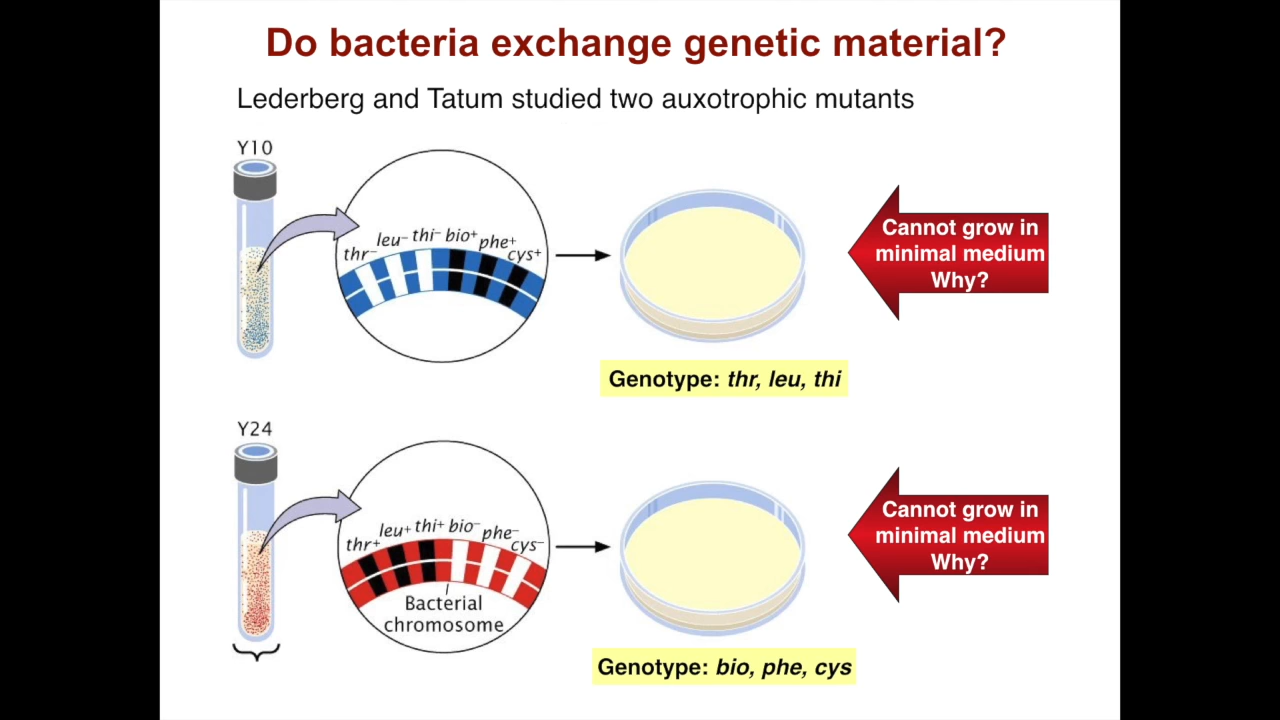 Do bacteria exchange genetic material?
Lederberg and Tatum studied two auxotrophic mutants
Y10
thr⁻ leu⁻ thi⁻ bio⁺ phe⁺ cys⁺
Cannot grow in
minimal medium
Why?
Genotype: thr, leu, thi
Y24
thr⁺ leu⁺ thi⁺ bio⁻ phe⁻ cys⁻
Bacterial
chromosome
Cannot grow in
minimal medium
Why?
Genotype: bio, phe, cys